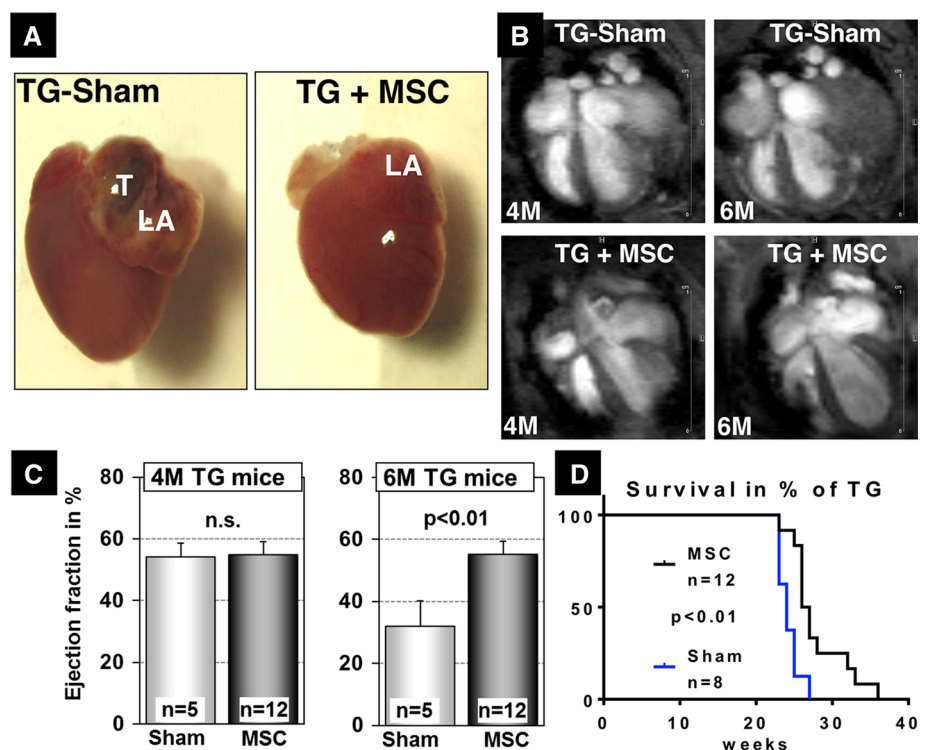 A
TG-Sham
T
LA
TG + MSC
LA
B
TG-Sham
4M
TG-Sham
6M
TG + MSC
4M
TG + MSC
6M
C
Ejection fraction in %
80
60
40
20
0
4M TG mice
n.s.
n=5
n=12
Sham
MSC
80
60
40
20
0
6M TG mice
p<0.01
n=5
n=12
Sham
MSC
D
Survival in % of TG
100
50
0
MSC
n=12
p<0.01
Sham
n=8
0
10
20
30
40
weeks